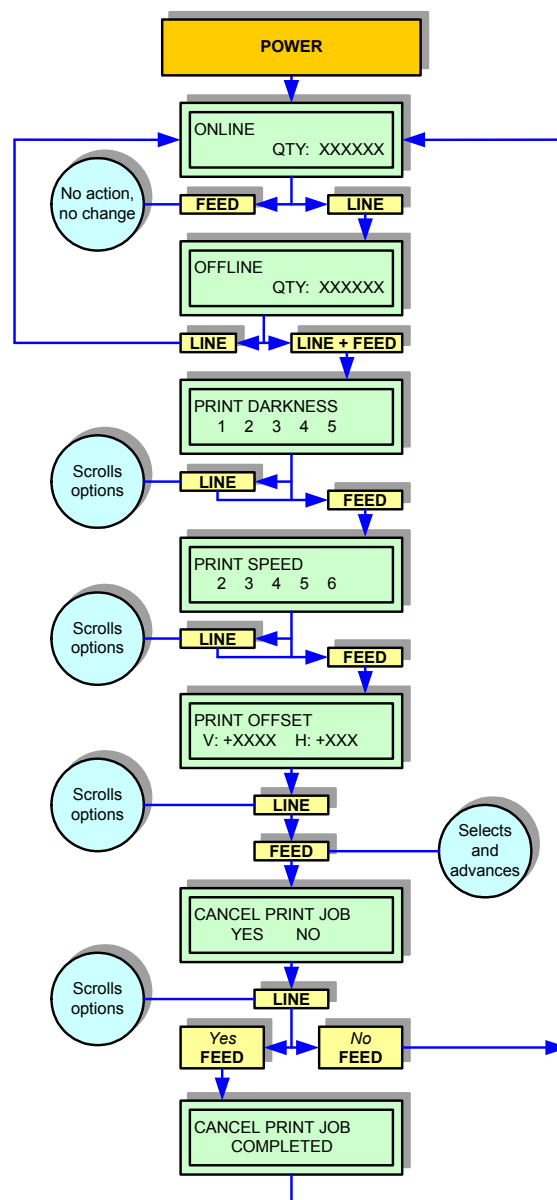 POWER
ONLINE
QTY: XXXXXX
No action,
no change
FEED
LINE
OFFLINE
QTY: XXXXXX
LINE
LINE + FEED
PRINT DARKNESS
1 2 3 4 5
Scrolls
options
LINE
FEED
PRINT SPEED
2 3 4 5 6
Scrolls
options
LINE
FEED
PRINT OFFSET
V: +XXXX H: +XXX
Scrolls
options
LINE
FEED
Selects
and
advances
CANCEL PRINT JOB
YES NO
Scrolls
options
LINE
Yes
FEED
No
FEED
CANCEL PRINT JOB
COMPLETED